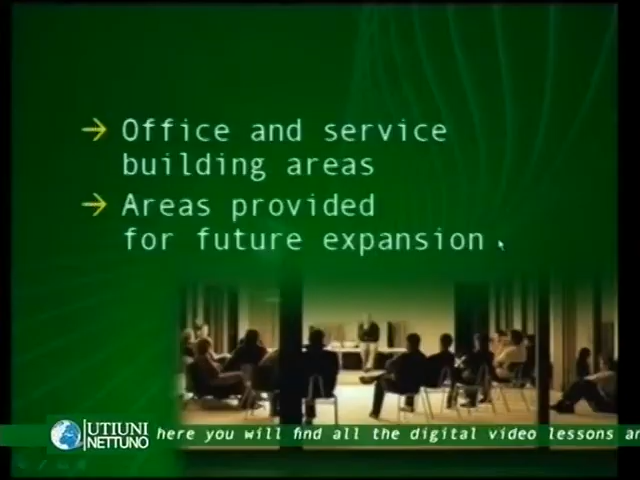 Office and service
building areas
Areas provided
for future expansion
UTIUNI
NETTUNO
here you will find all the digital video lessons an